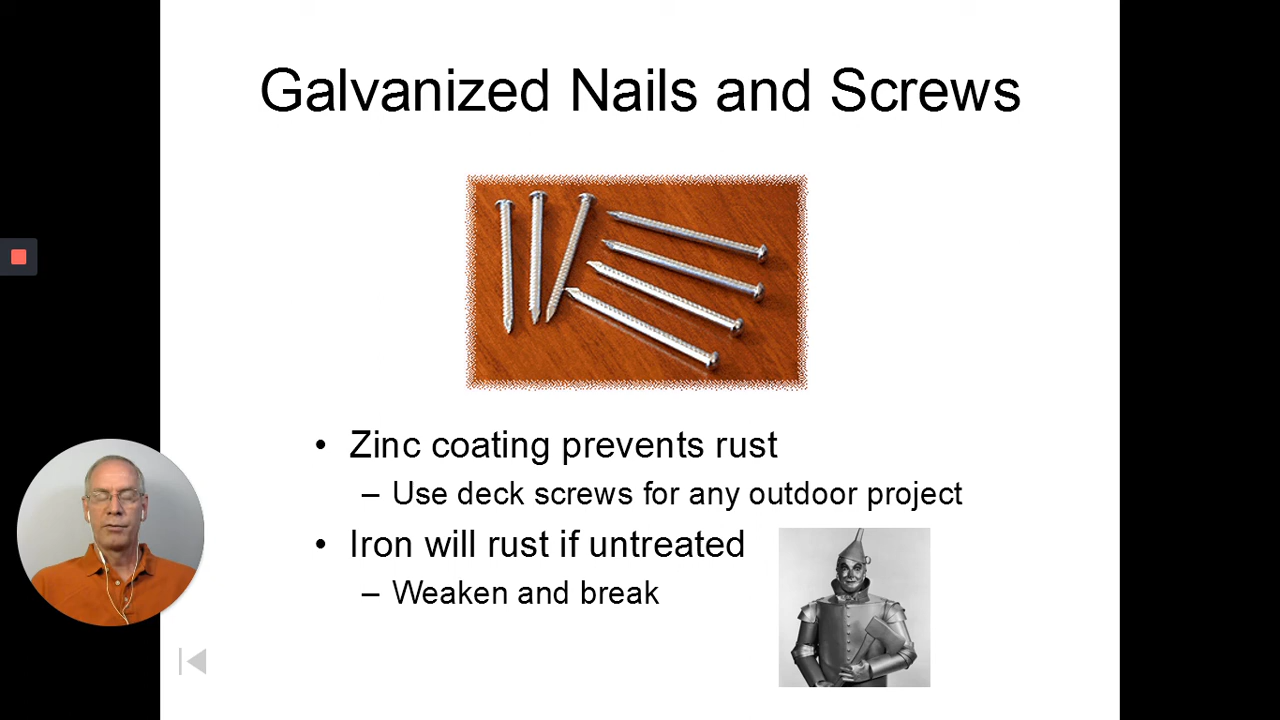 Galvanized Nails and Screws
• Zinc coating prevents rust
– Use deck screws for any outdoor project
• Iron will rust if untreated
– Weaken and break